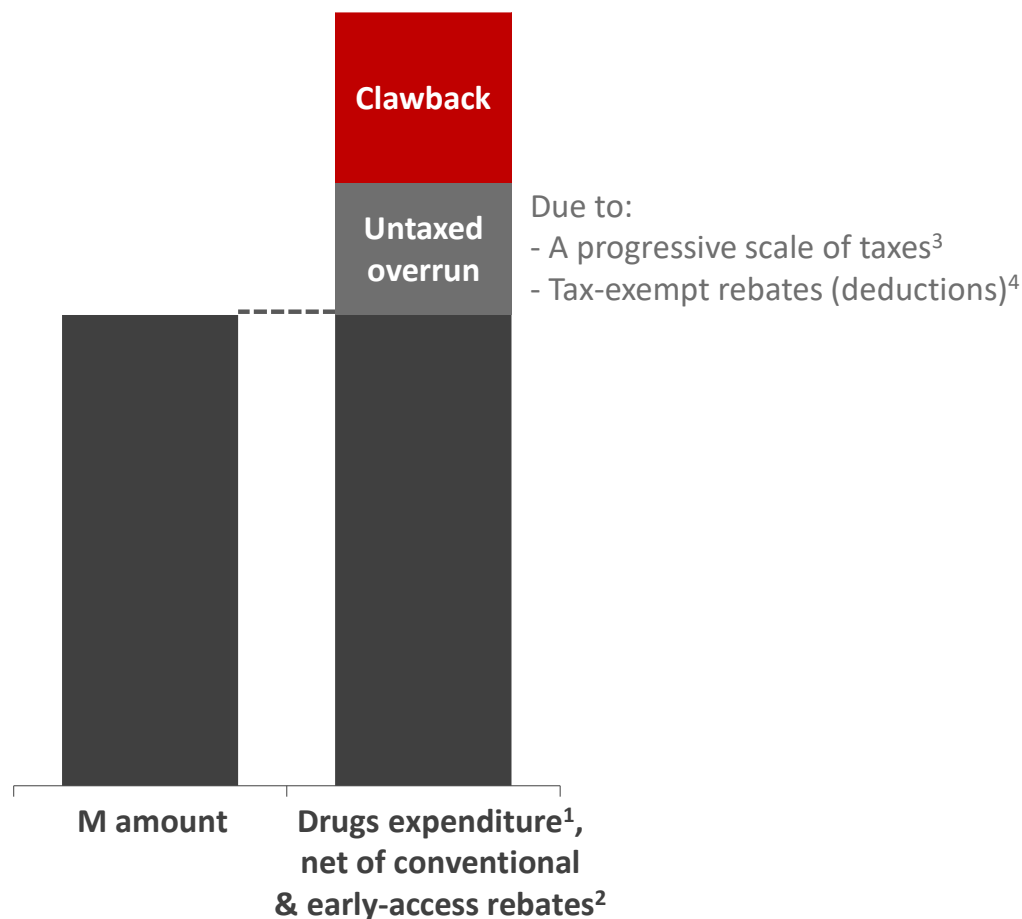 Clawback
Untaxed
overrun
Due to:
- A progressive scale of taxes³
- Tax-exempt rebates (deductions)⁴
M amount
Drugs expenditure¹,
net of conventional
& early-access rebates²